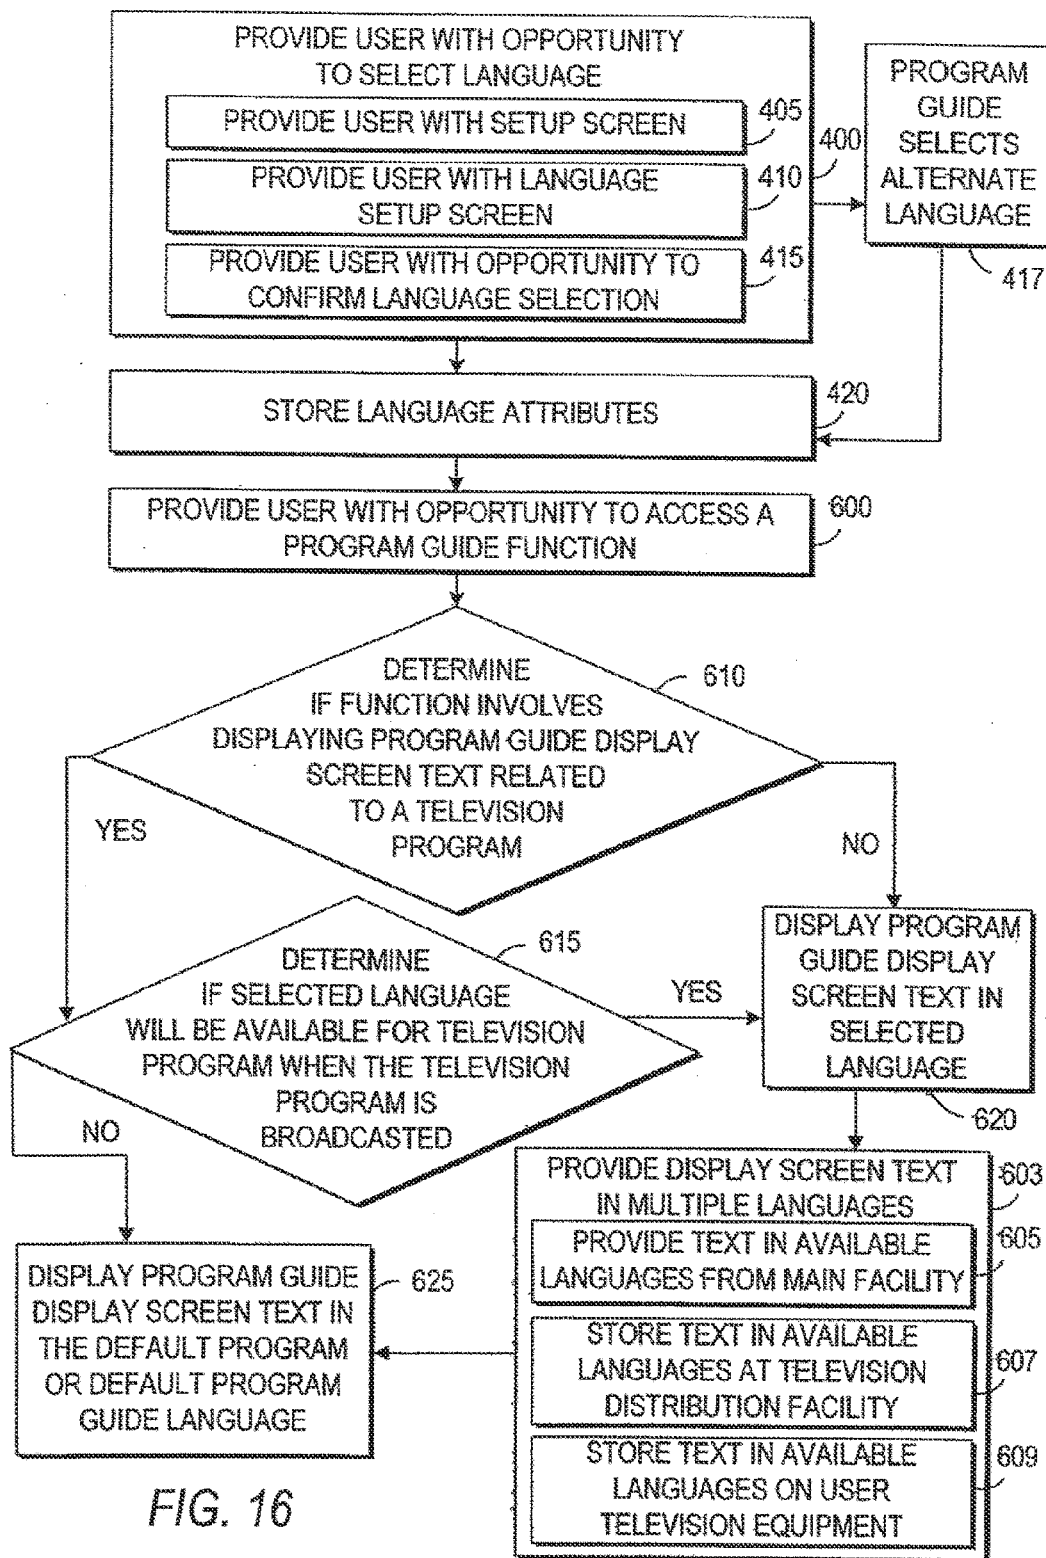 PROVIDE USER WITH OPPORTUNITY
TO SELECT LANGUAGE
PROVIDE USER WITH SETUP SCREEN
405
PROVIDE USER WITH LANGUAGE
SETUP SCREEN
410
PROVIDE USER WITH OPPORTUNITY TO
CONFIRM LANGUAGE SELECTION
415
400
PROGRAM
GUIDE
SELECTS
ALTERNATE
LANGUAGE
417
STORE LANGUAGE ATTRIBUTES
420
PROVIDE USER WITH OPPORTUNITY TO ACCESS A
PROGRAM GUIDE FUNCTION
600
DETERMINE
IF FUNCTION INVOLVES
DISPLAYING PROGRAM GUIDE DISPLAY
SCREEN TEXT RELATED
TO A TELEVISION
PROGRAM
610
YES
NO
DETERMINE
IF SELECTED LANGUAGE
WILL BE AVAILABLE FOR TELEVISION
PROGRAM WHEN THE TELEVISION
PROGRAM IS
BROADCASTED
615
YES
NO
DISPLAY PROGRAM
GUIDE DISPLAY
SCREEN TEXT IN
SELECTED
LANGUAGE
620
PROVIDE DISPLAY SCREEN TEXT
IN MULTIPLE LANGUAGES
603
PROVIDE TEXT IN AVAILABLE
LANGUAGES FROM MAIN FACILITY
605
STORE TEXT IN AVAILABLE
LANGUAGES AT TELEVISION
DISTRIBUTION FACILITY
607
STORE TEXT IN AVAILABLE
LANGUAGES ON USER
TELEVISION EQUIPMENT
609
DISPLAY PROGRAM GUIDE
DISPLAY SCREEN TEXT IN
THE DEFAULT PROGRAM
OR DEFAULT PROGRAM
GUIDE LANGUAGE
625
FIG. 16